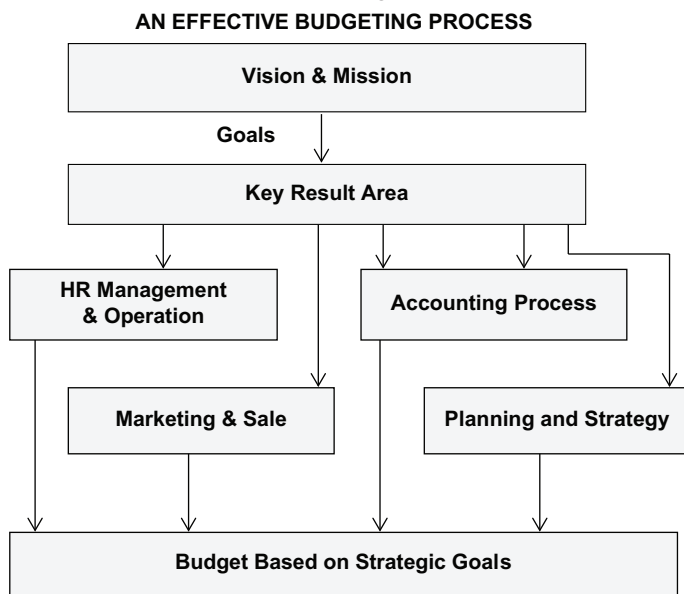 AN EFFECTIVE BUDGETING PROCESS
Vision & Mission
Goals
Key Result Area
HR Management
& Operation
Accounting Process
Marketing & Sale
Planning and Strategy
Budget Based on Strategic Goals